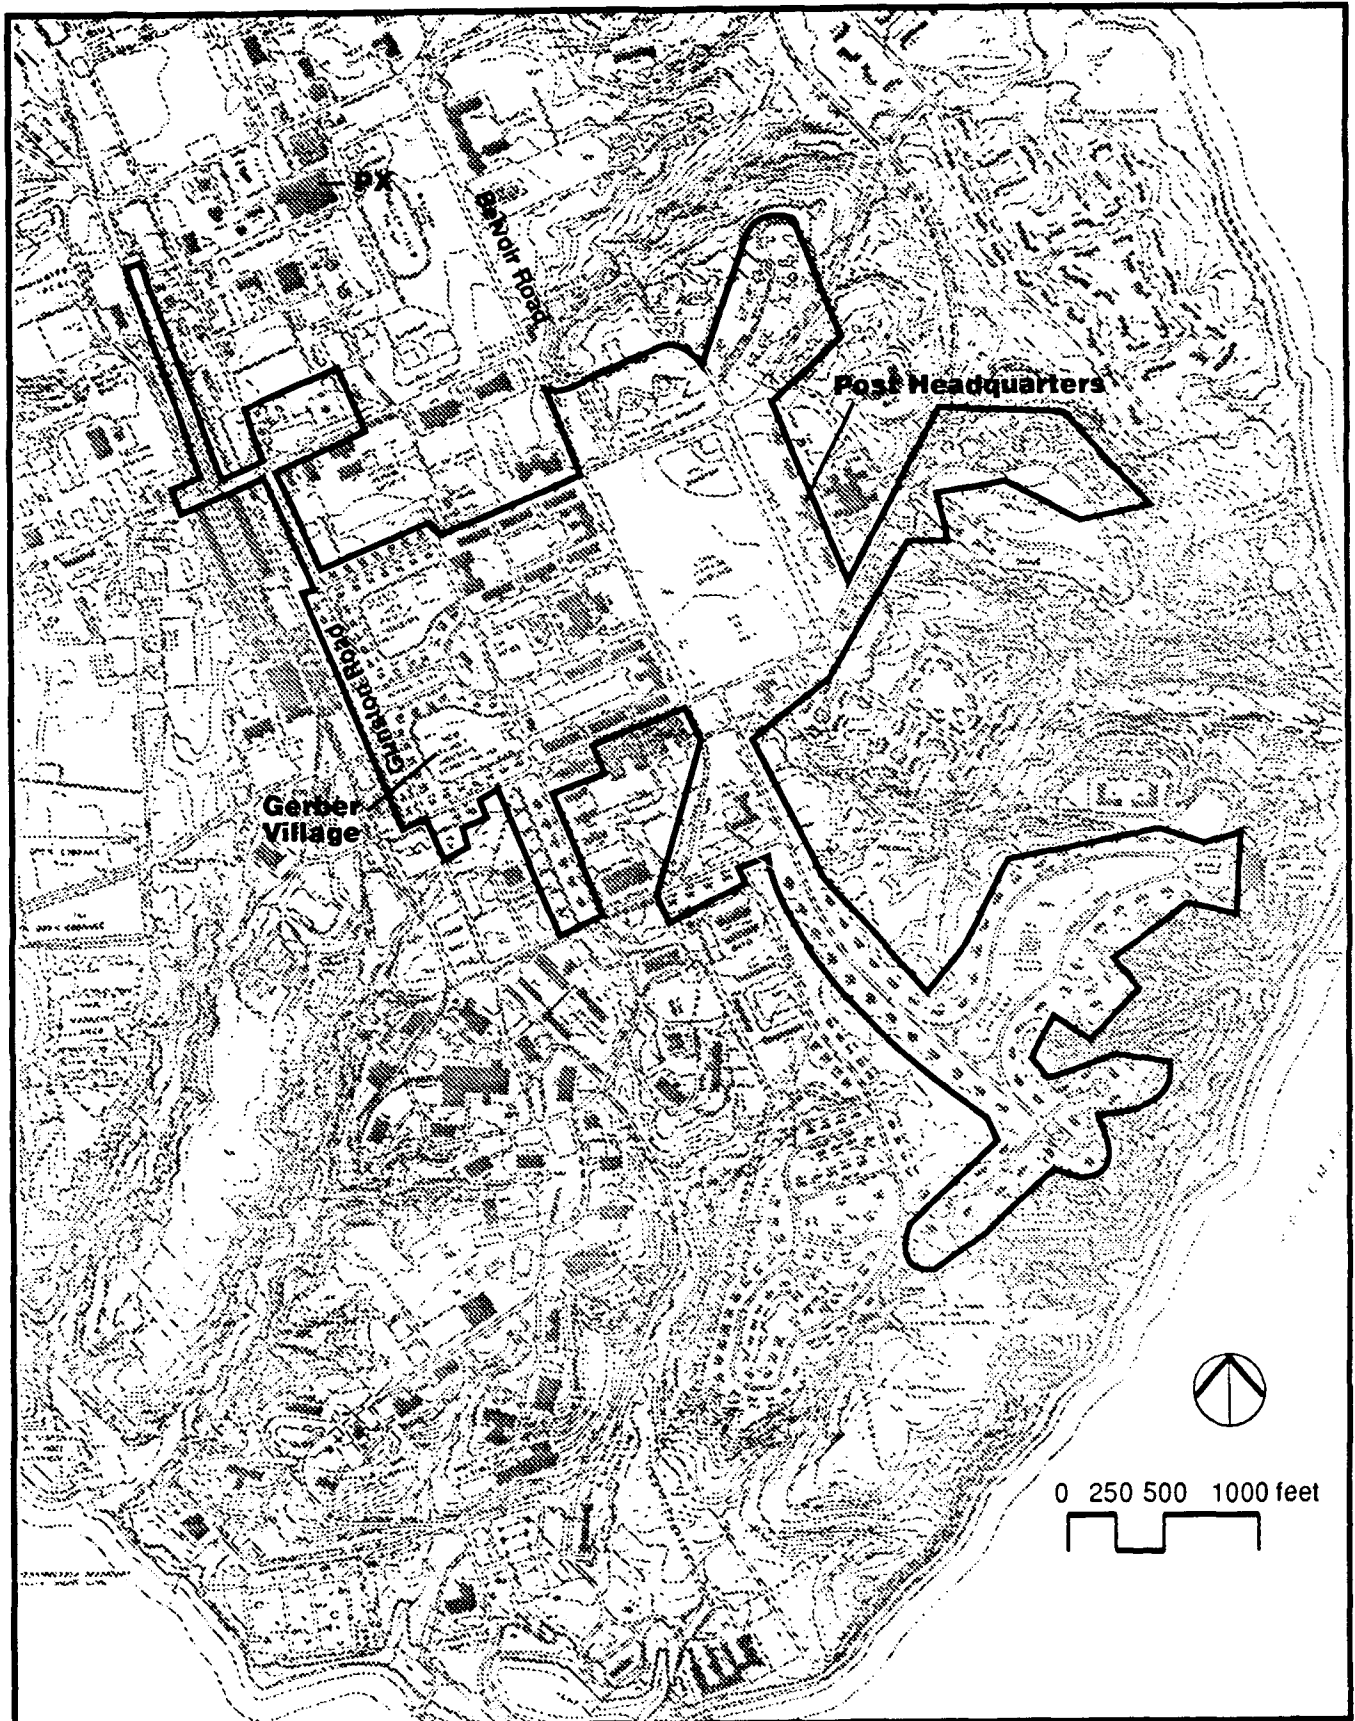 PX
Belvoir Road
Post Headquarters
Gunston Road
Gerber
Village
0 250 500 1000 feet